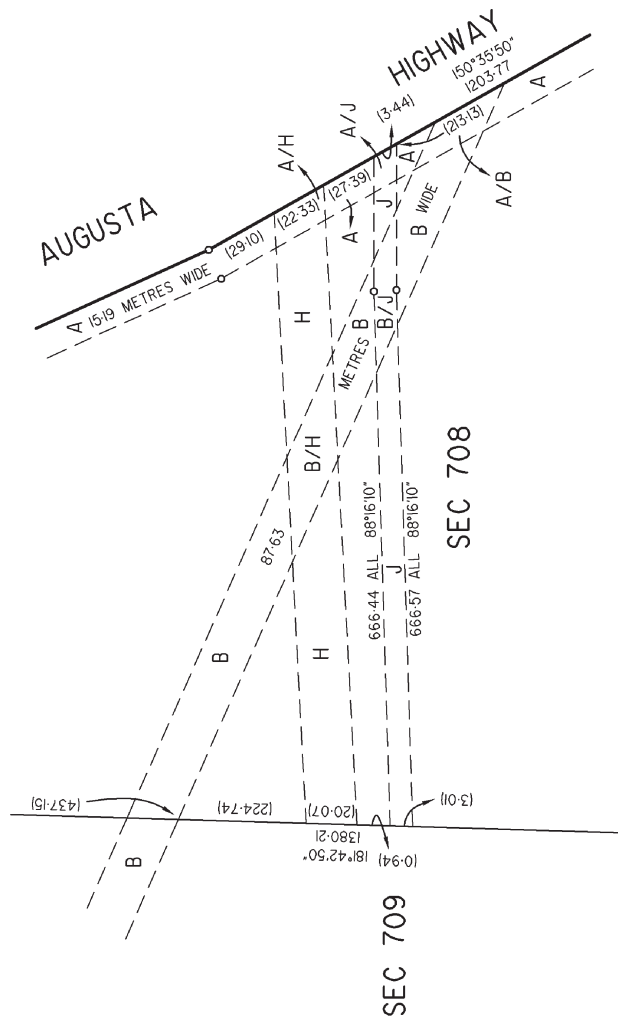 AUGUSTA
HIGHWAY
150°35'50"
1203·77
A 15·19 METRES WIDE
(29·10)
(22·33)
(27·39)
(3·44)
(213·13)
A/H
A/J
A
A
A
A/B
H
J
B WIDE
B
METRES
B/J
B/H
87·63
B
H
666·44 ALL 88°16'10"
J
666·57 ALL 88°16'10"
SEC 708
(437·15)
(224·74)
(20·07)
1380·21
181°42'50"
(0·94)
(3·01)
B
SEC 709